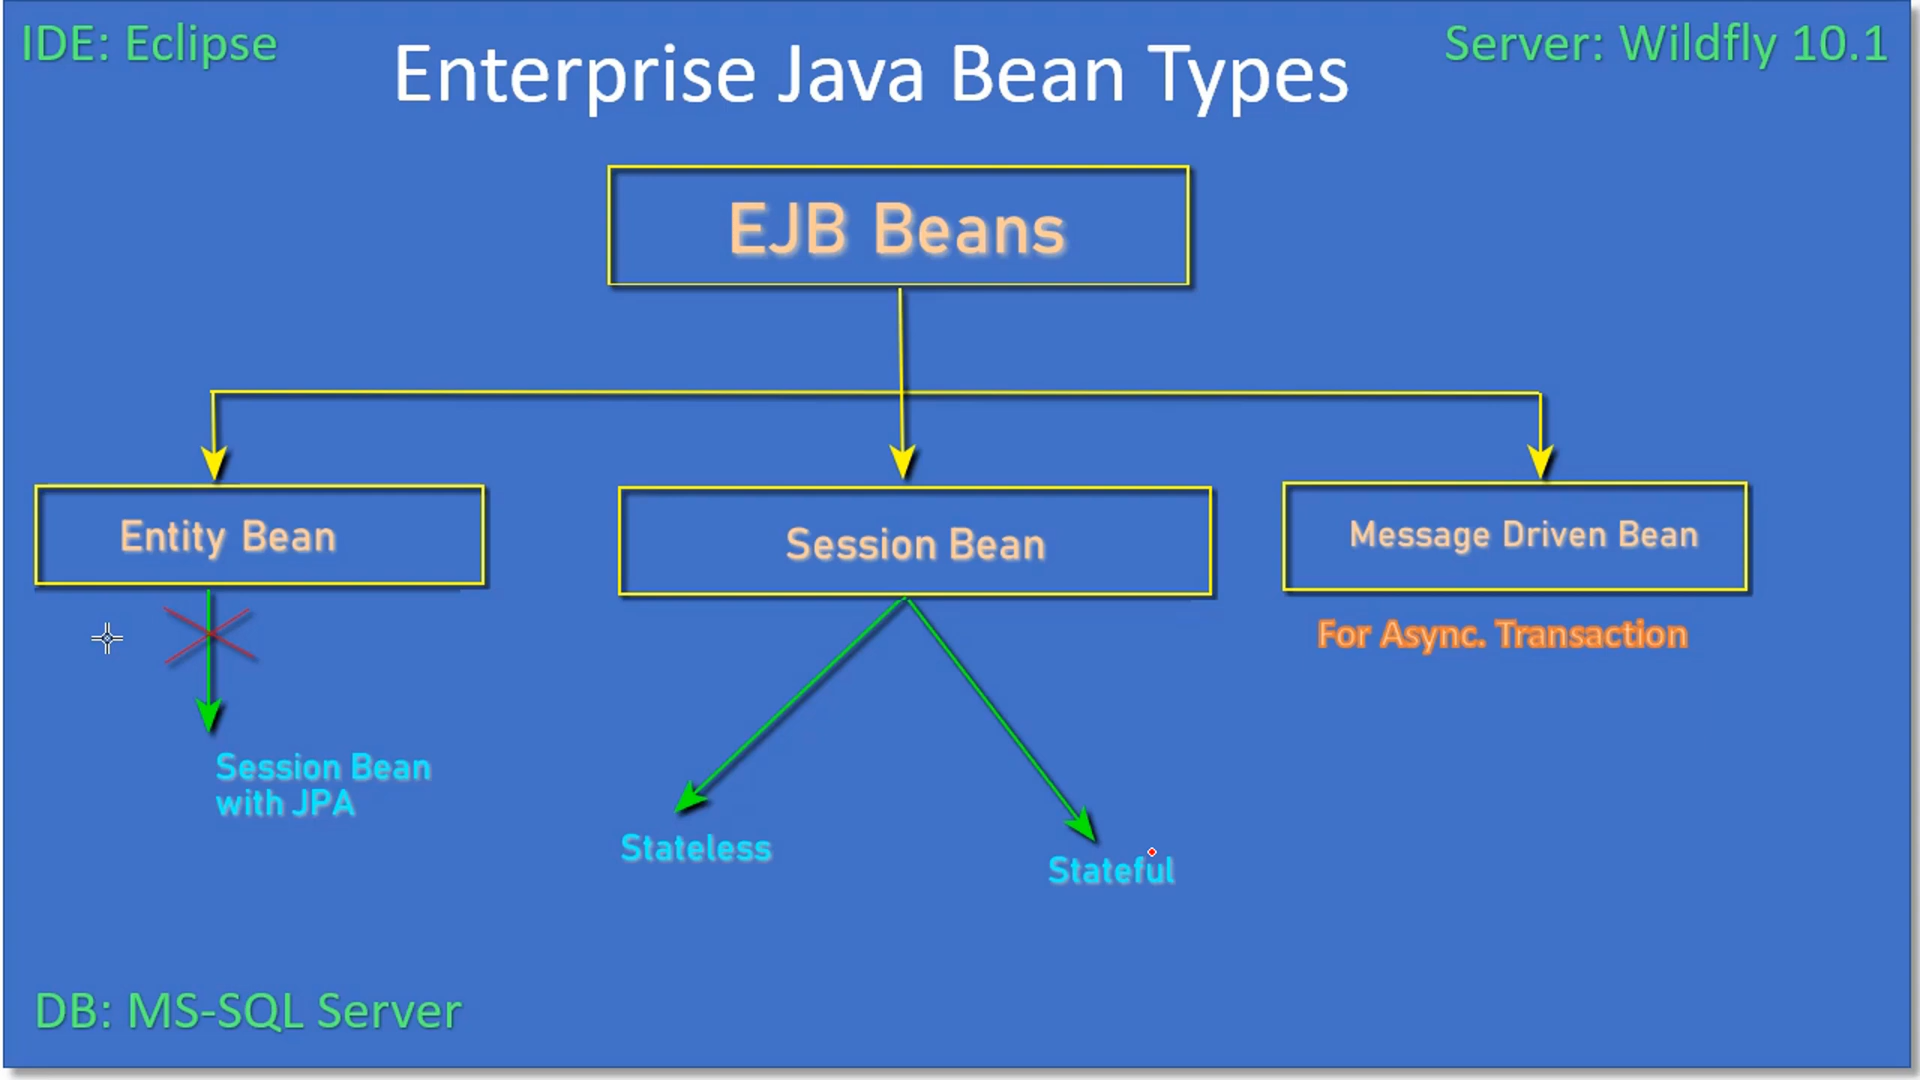 IDE: Eclipse
Enterprise Java Bean Types
Server: Wildfly 10.1
EJB Beans
Entity Bean
Session Bean
Message Driven Bean
For Async. Transaction
Session Bean
with JPA
Stateless
Stateful
DB: MS-SQL Server